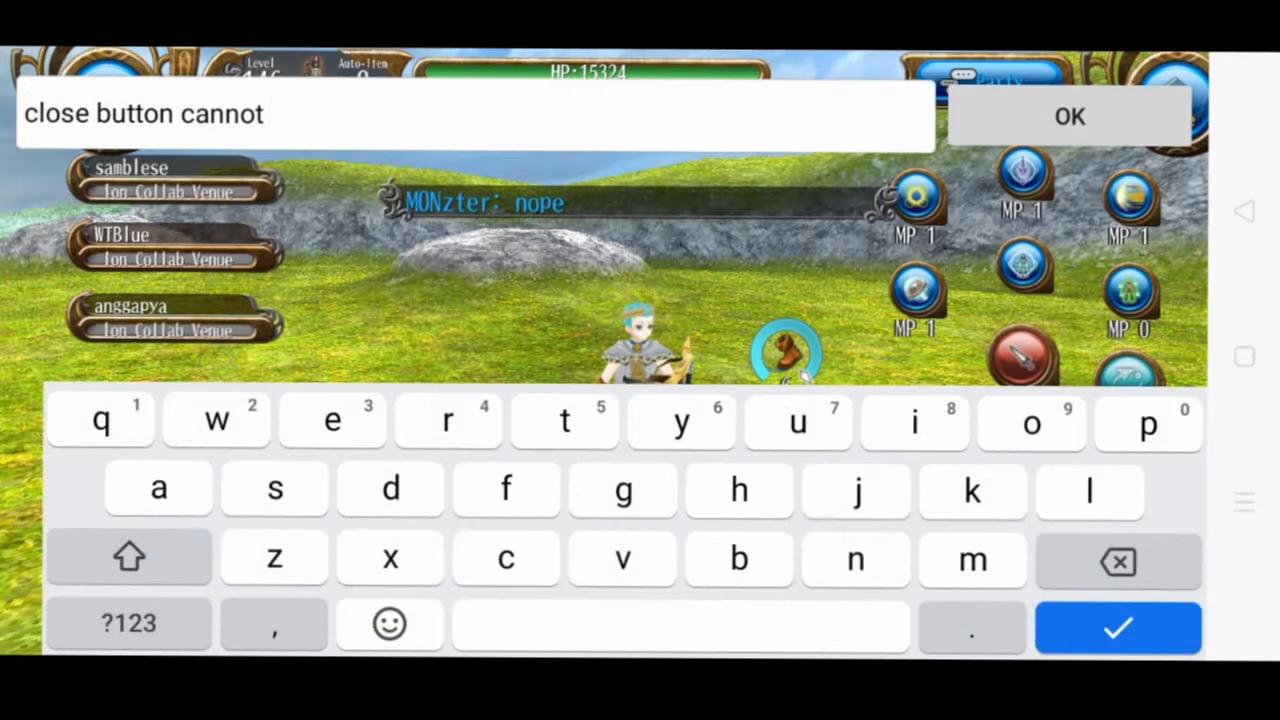 Level
Auto-Item
HP:15324
Party
close button cannot
OK
samblese
Ion Collab Venue
MONzter: nope
MP 1
MP 1
MP 1
WTBlue
Ion Collab Venue
anggapya
Ion Collab Venue
MP 1
MP 0
q 1 w 2 e 3 r 4 t 5 y 6 u 7 i 8 o 9 p 0
a s d f g h j k l
z x c v b n m
?123 , .